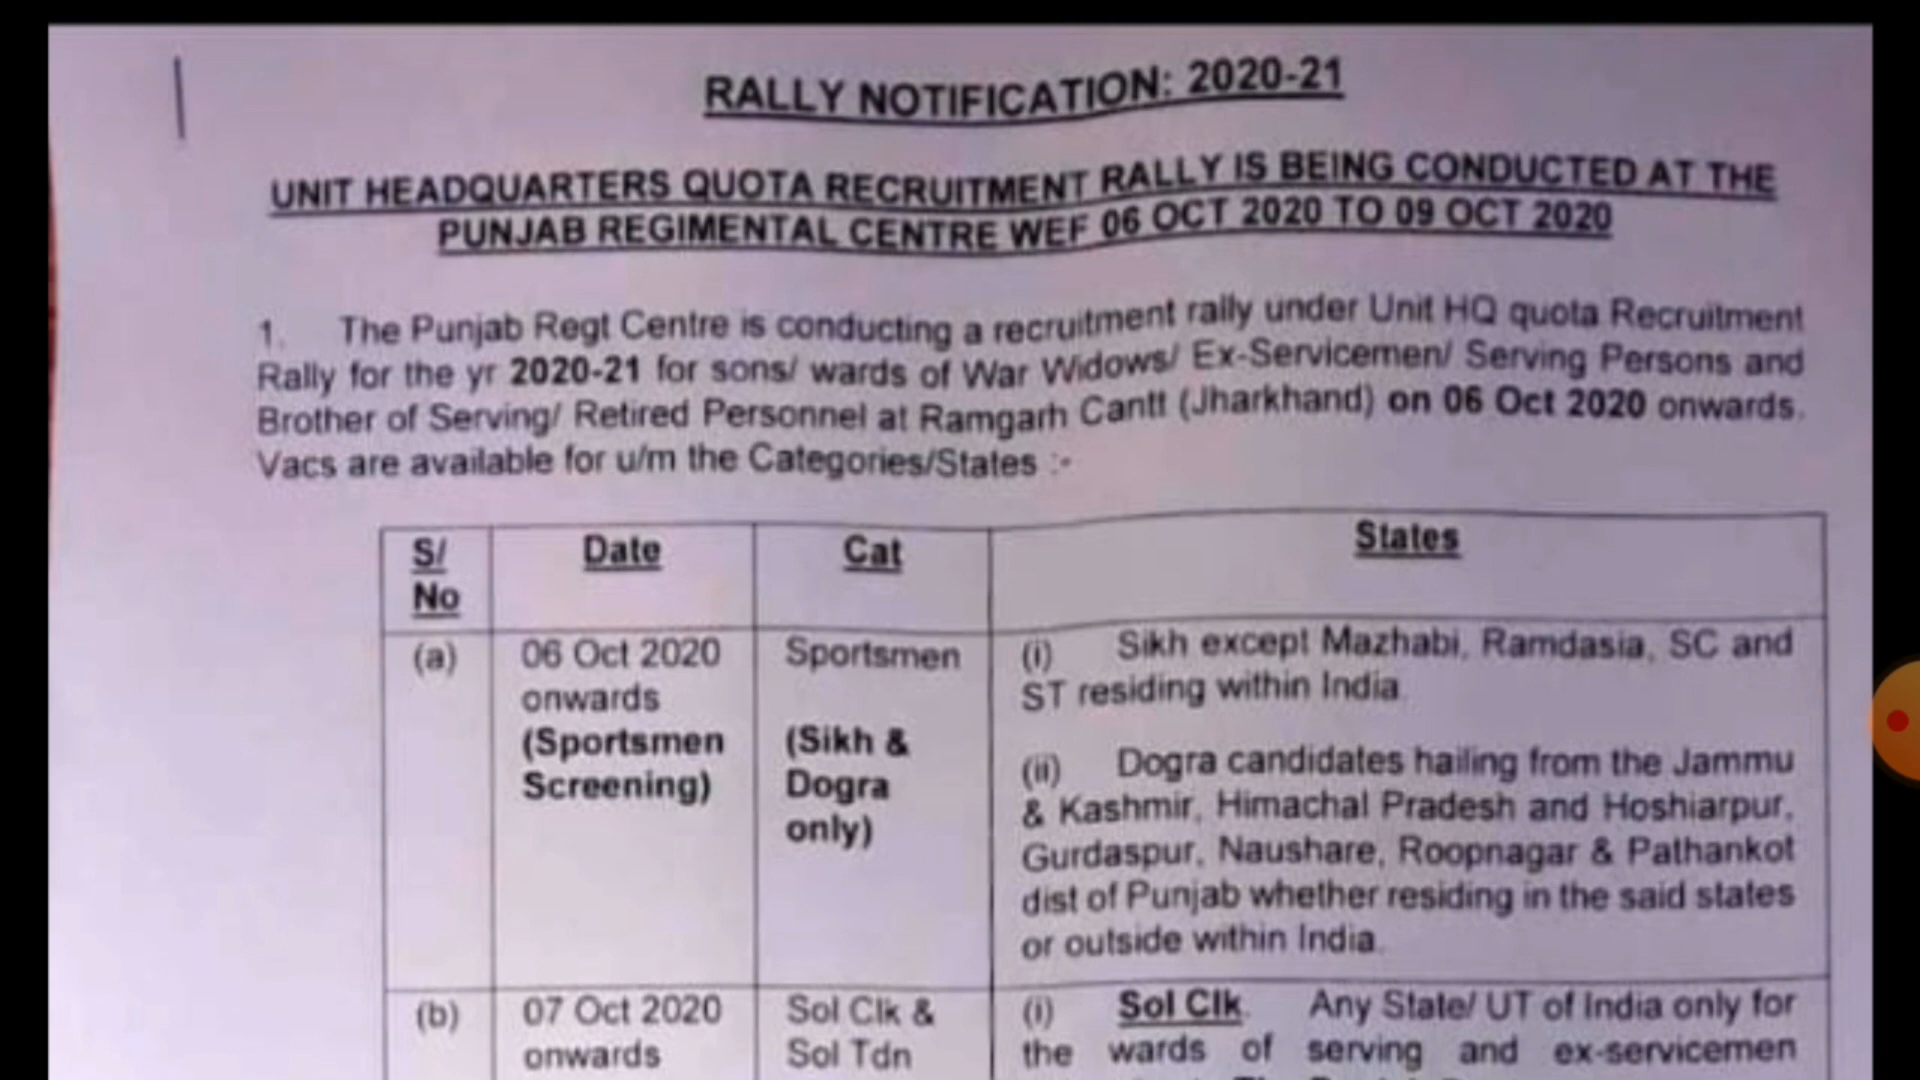 RALLY NOTIFICATION: 2020-21
UNIT HEADQUARTERS QUOTA RECRUITMENT RALLY IS BEING CONDUCTED AT THE
PUNJAB REGIMENTAL CENTRE WEF 06 OCT 2020 TO 09 OCT 2020
1. The Punjab Regt Centre is conducting a recruitment rally under Unit HQ quota Recruitment
Rally for the yr 2020-21 for sons/ wards of War Widows/ Ex-Servicemen/ Serving Persons and
Brother of Serving/ Retired Personnel at Ramgarh Cantt (Jharkhand) on 06 Oct 2020 onwards.
Vacs are available for u/m the Categories/States :-
S/
No
Date
Cat
States
(a)
06 Oct 2020
onwards
(Sportsmen
Screening)
Sportsmen
(Sikh &
Dogra
only)
(i) Sikh except Mazhabi, Ramdasia, SC and
ST residing within India.
(ii) Dogra candidates hailing from the Jammu
& Kashmir, Himachal Pradesh and Hoshiarpur,
Gurdaspur, Naushare, Roopnagar & Pathankot
dist of Punjab whether residing in the said states
or outside within India.
(b)
07 Oct 2020
onwards
Sol Clk &
Sol Tdn
(i) Sol Clk. Any State/ UT of India only for
the wards of serving and ex-servicemen